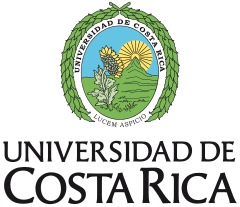 UNIVERSIDAD DE COSTA RICA
LUCEM ASPICIO
UNIVERSIDAD DE
COSTA RICA